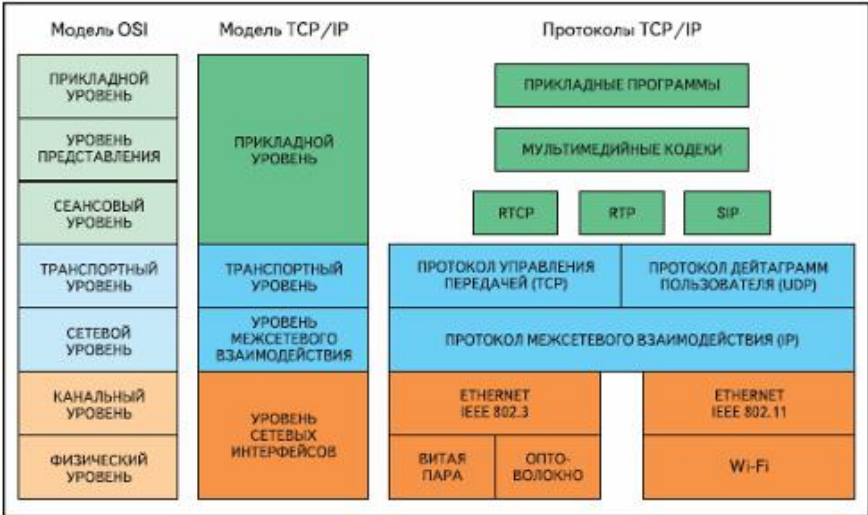 Модель OSI
Модель TCP/IP
Протоколы TCP/IP
ПРИКЛАДНОЙ
УРОВЕНЬ
УРОВЕНЬ
ПРЕДСТАВЛЕНИЯ
СЕАНСОВЫЙ
УРОВЕНЬ
ТРАНСПОРТНЫЙ
УРОВЕНЬ
СЕТЕВОЙ
УРОВЕНЬ
КАНАЛЬНЫЙ
УРОВЕНЬ
ФИЗИЧЕСКИЙ
УРОВЕНЬ
ПРИКЛАДНОЙ
УРОВЕНЬ
ТРАНСПОРТНЫЙ
УРОВЕНЬ
УРОВЕНЬ
МЕЖСЕТЕВОГО
ВЗАИМОДЕЙСТВИЯ
УРОВЕНЬ
СЕТЕВЫХ
ИНТЕРФЕЙСОВ
ПРИКЛАДНЫЕ ПРОГРАММЫ
МУЛЬТИМЕДИЙНЫЕ КОДЕКИ
RTCP
RTP
SIP
ПРОТОКОЛ УПРАВЛЕНИЯ
ПЕРЕДАЧЕЙ (TCP)
ПРОТОКОЛ ДЕЙТАГРАММ
ПОЛЬЗОВАТЕЛЯ (UDP)
ПРОТОКОЛ МЕЖСЕТЕВОГО ВЗАИМОДЕЙСТВИЯ (IP)
ETHERNET
IEEE 802.3
ETHERNET
IEEE 802.11
ВИТАЯ
ПАРА
ОПТО-
ВОЛОКНО
Wi-Fi